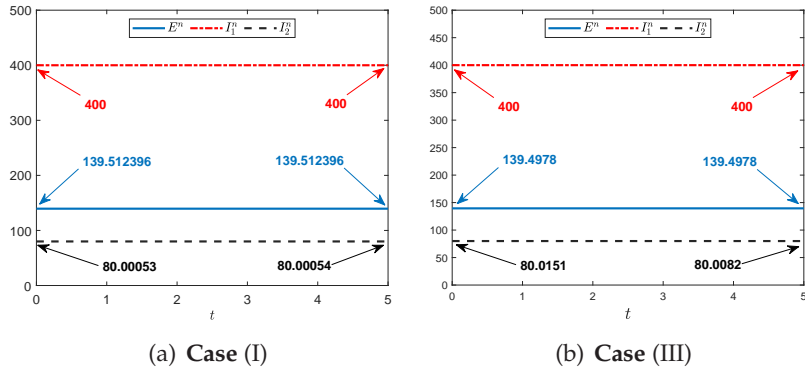 500
450
400
350
300
250
200
150
100
50
0
E^n I_1^n I_2^n
400 400
139.512396 139.512396
80.00053 80.00054
0 1 2 3 4 5
t
(a) Case (I)
500
400
300
200
100
0
E^n I_1^n I_2^n
400 400
139.4978 139.4978
80.0151 80.0082
0 1 2 3 4 5
t
(b) Case (III)